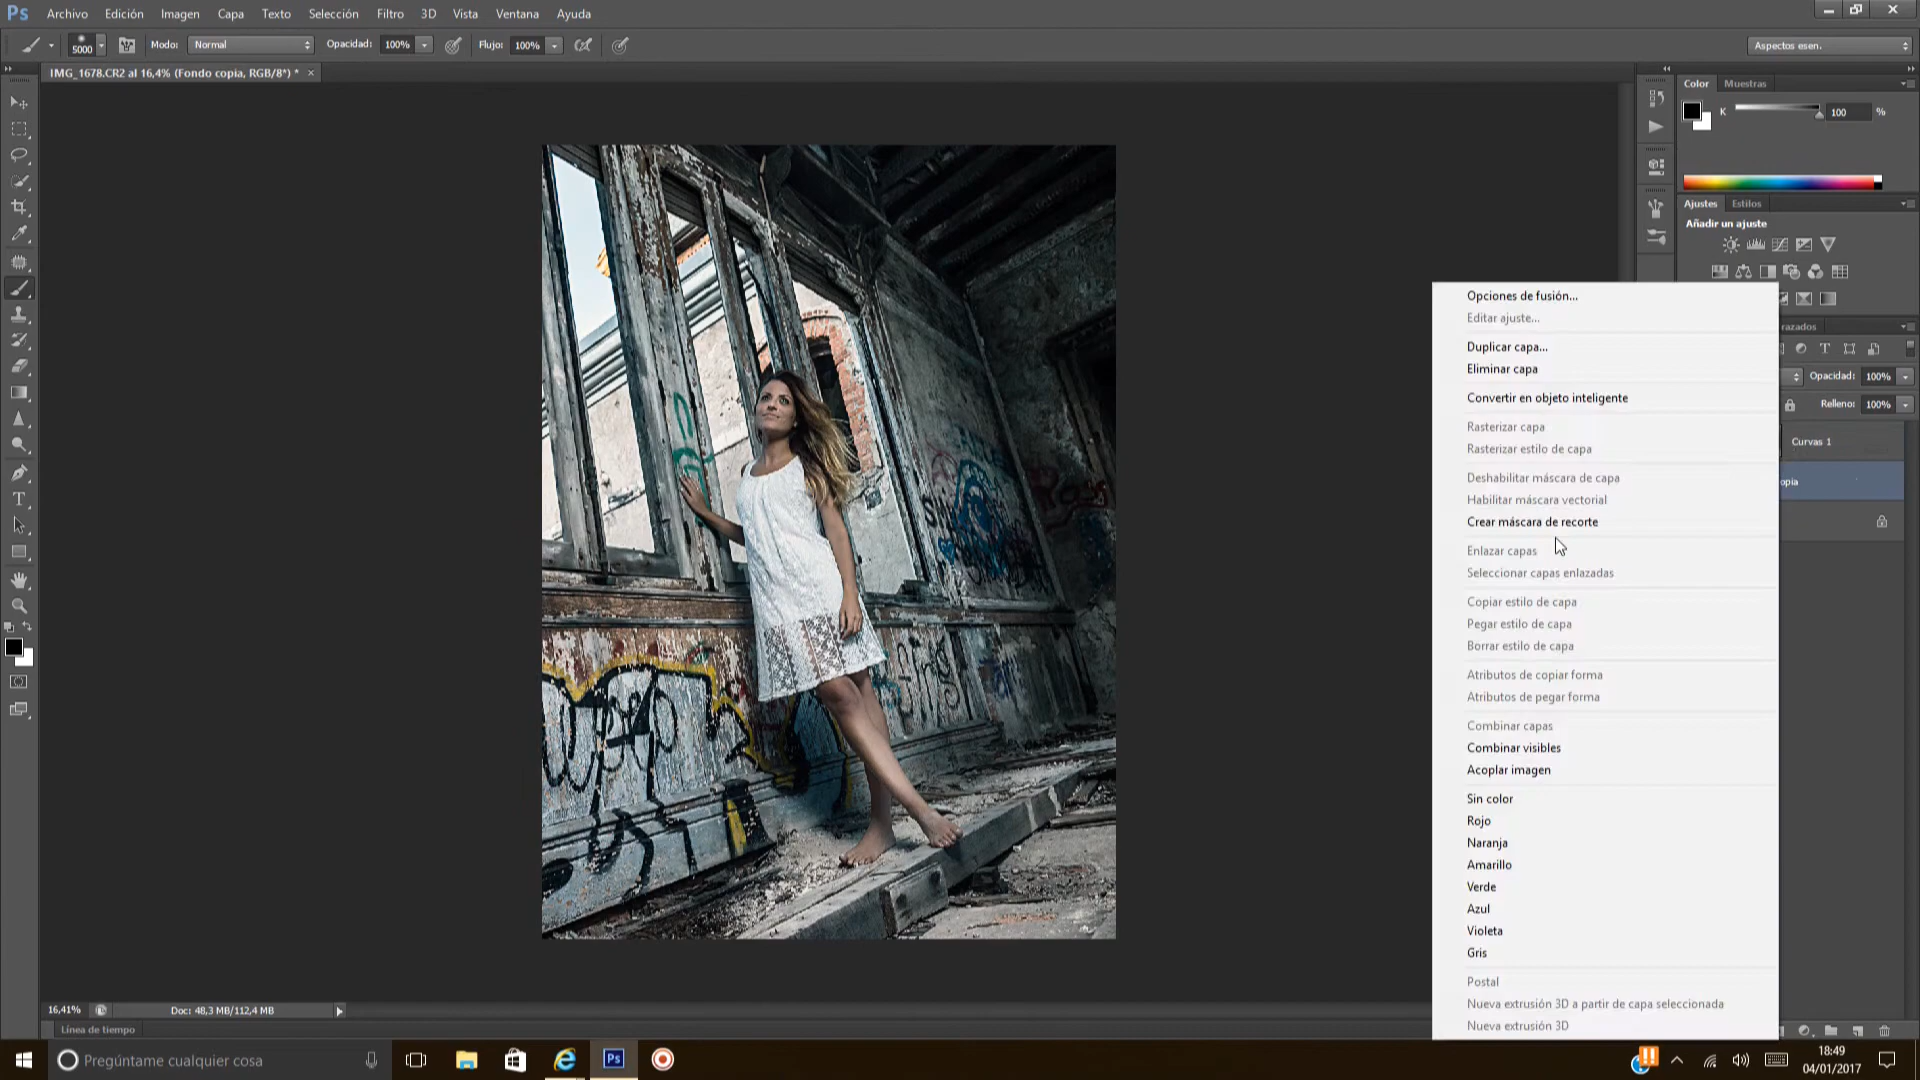 Ps Archivo Edición Imagen Capa Texto Selección Filtro 3D Vista Ventana Ayuda
5000 Modo: Normal Opacidad: 100% Flujo: 100% Aspectos esen.
IMG_1678.CR2 al 16,4% (Fondo copia, RGB/8*) * ×
Color Muestras
K 100 %
Ajustes Estilos
Añadir un ajuste
razados
Opacidad: 100%
Relleno: 100%
Curvas 1
opia
Opciones de fusión...
Editar ajuste...
Duplicar capa...
Eliminar capa
Convertir en objeto inteligente
Rasterizar capa
Rasterizar estilo de capa
Deshabilitar máscara de capa
Habilitar máscara vectorial
Crear máscara de recorte
Enlazar capas
Seleccionar capas enlazadas
Copiar estilo de capa
Pegar estilo de capa
Borrar estilo de capa
Atributos de copiar forma
Atributos de pegar forma
Combinar capas
Combinar visibles
Acoplar imagen
Sin color
Rojo
Naranja
Amarillo
Verde
Azul
Violeta
Gris
Postal
Nueva extrusión 3D a partir de capa seleccionada
Nueva extrusión 3D
16,41% Doc: 48,3 MB/112,4 MB
Línea de tiempo
Pregúntame cualquier cosa
Ps
18:49
04/01/2017